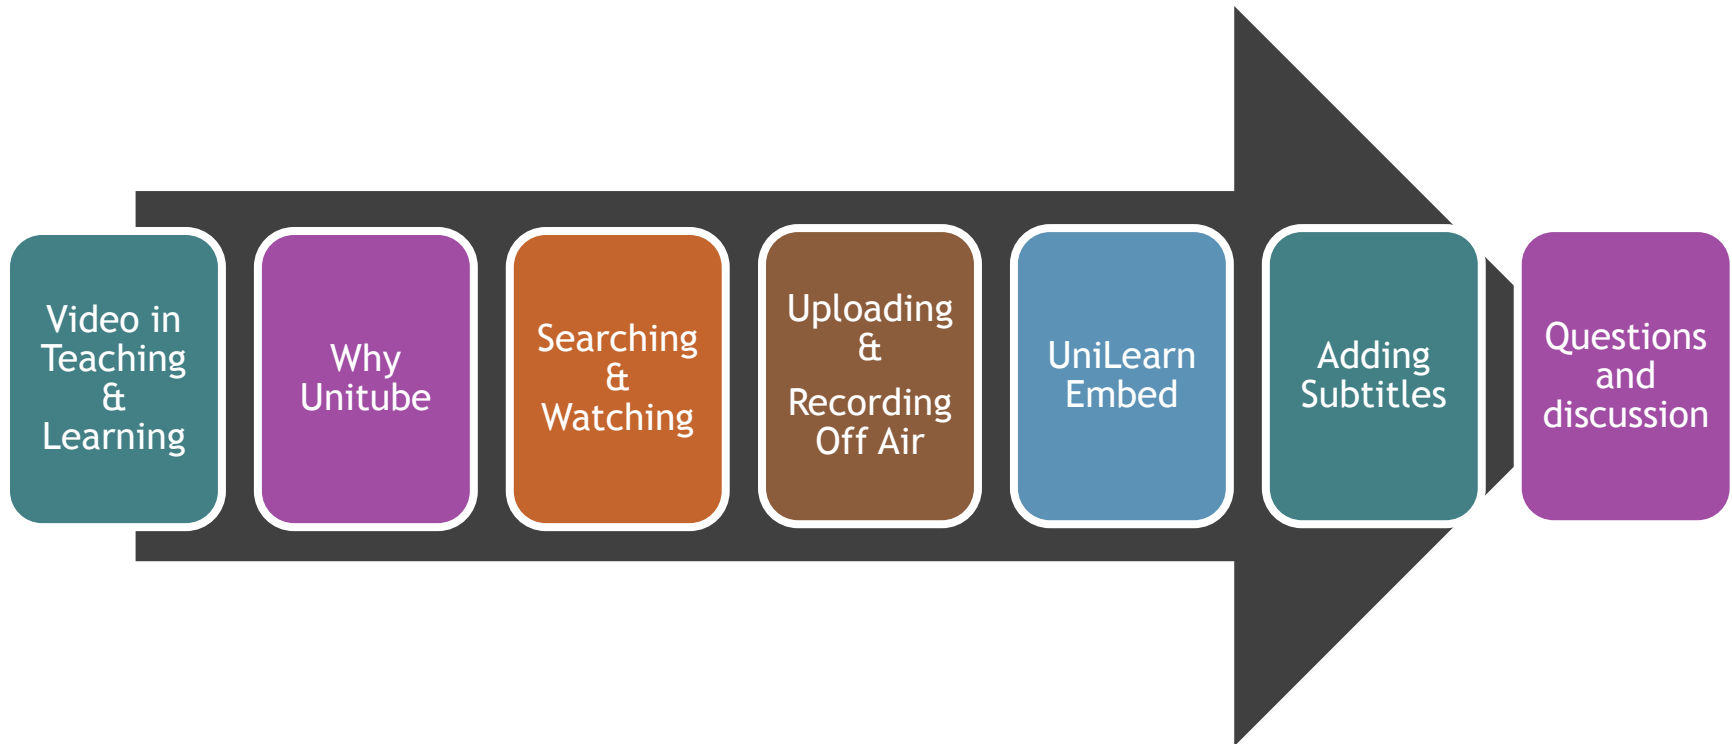 Video in
Teaching
&
Learning
Why
Unitube
Searching
&
Watching
Uploading
&
Recording
Off Air
UniLearn
Embed
Adding
Subtitles
Questions
and
discussion